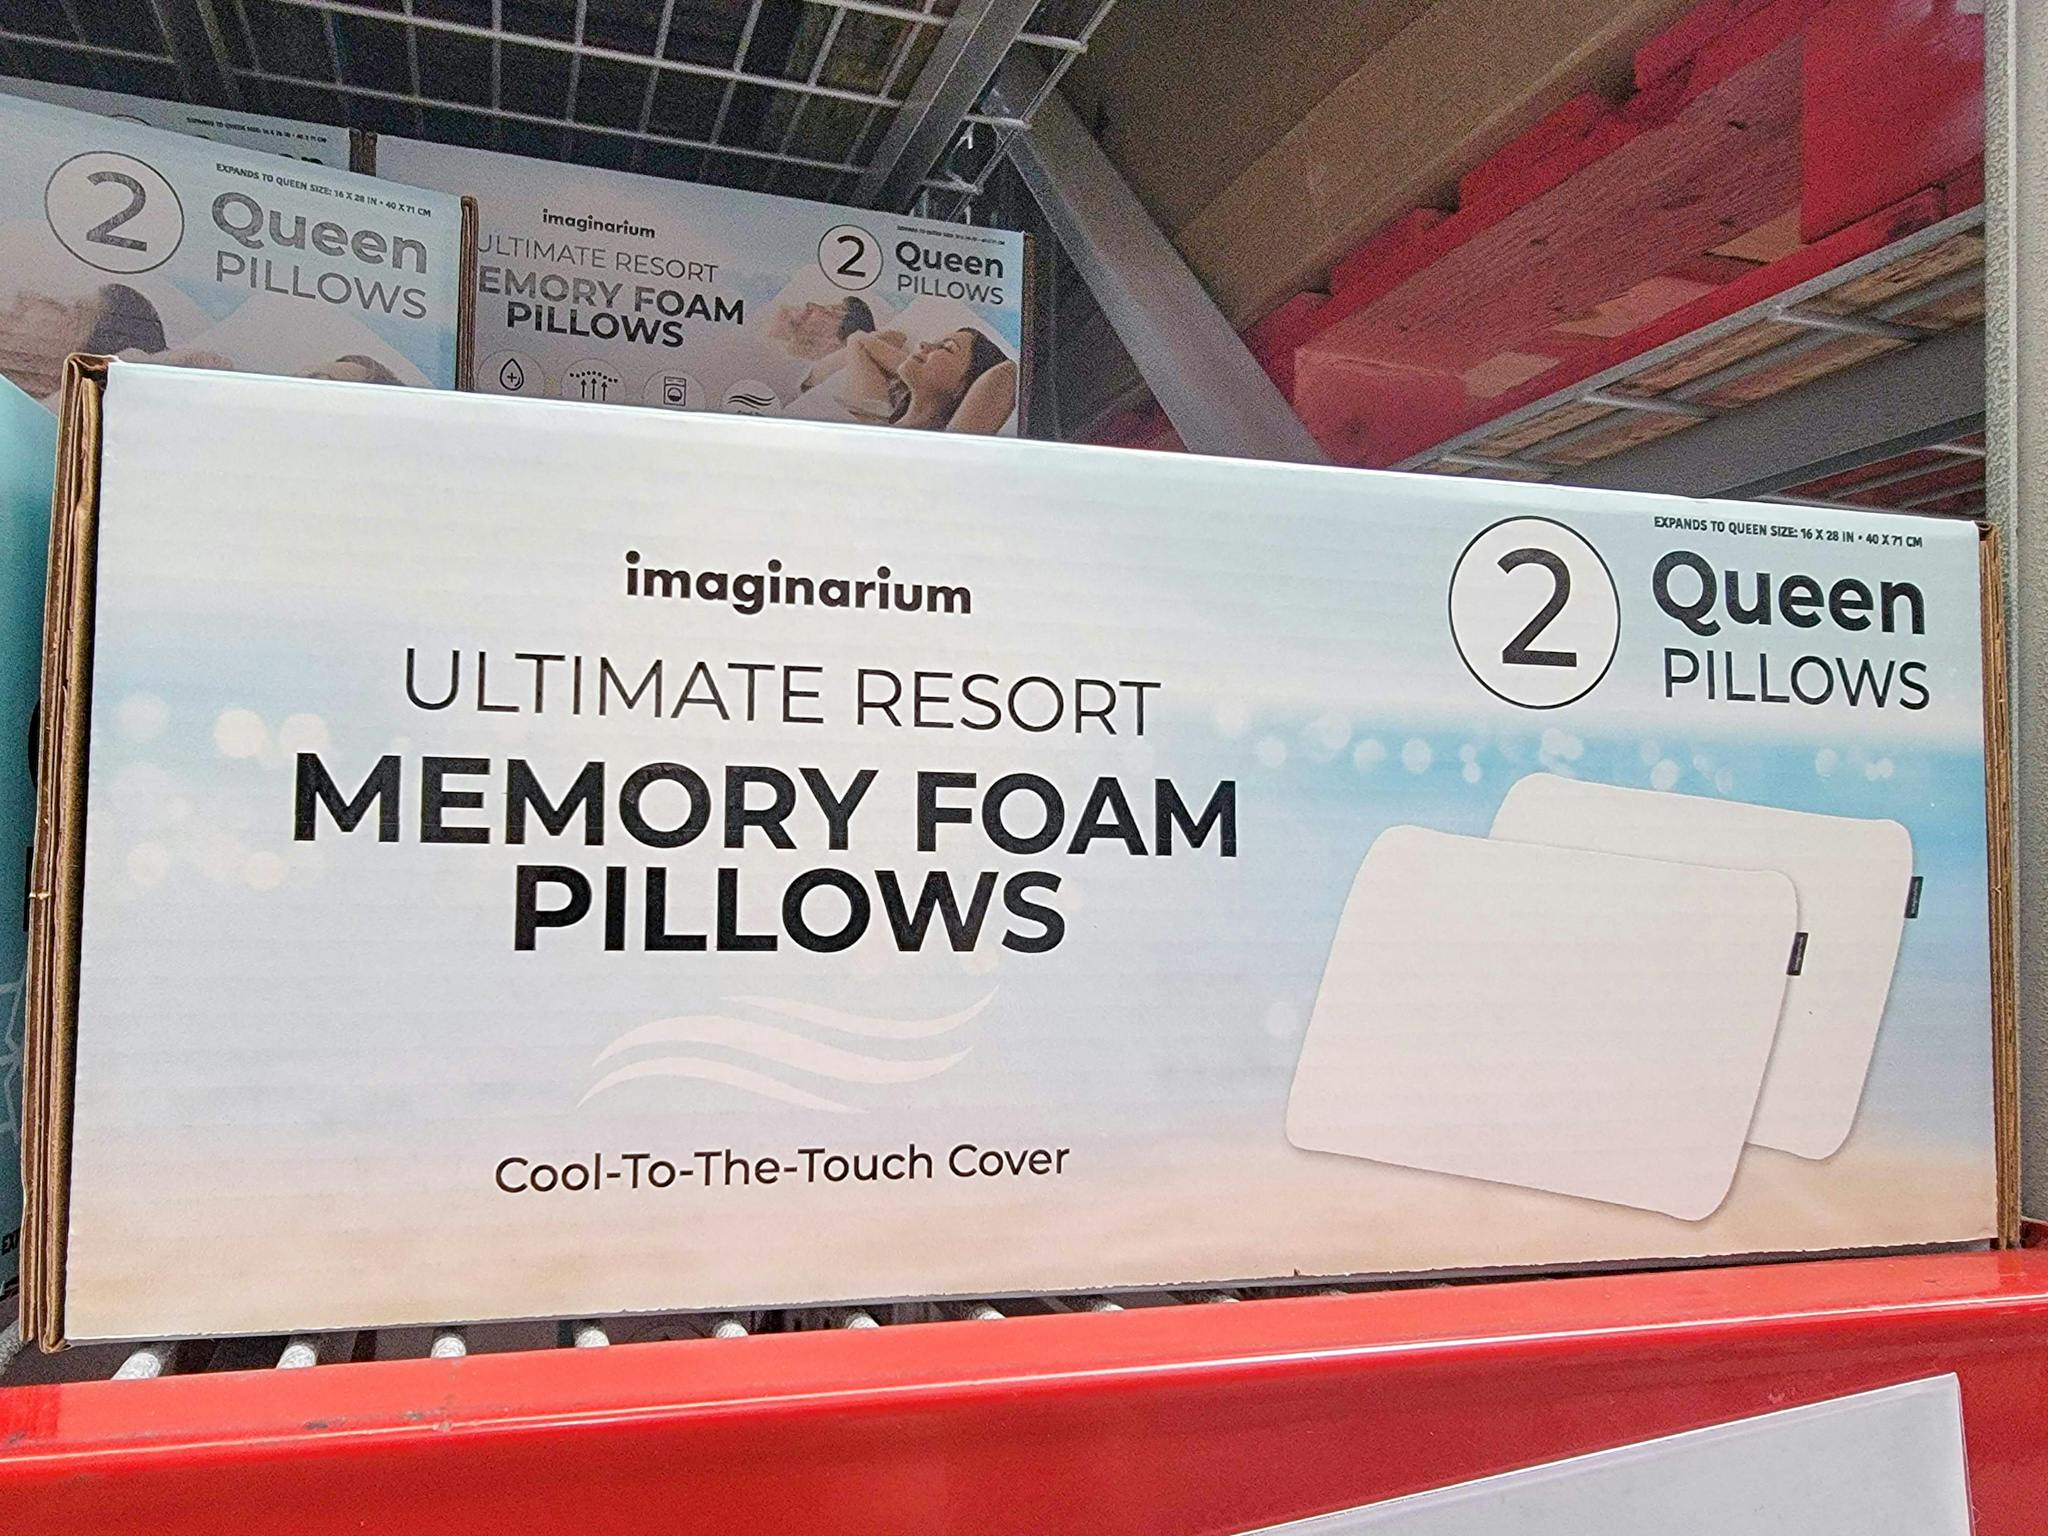 EXPANDS TO QUEEN SIZE: 16 X 28 IN • 40 X 71 CM
2 Queen
PILLOWS
imaginarium
ULTIMATE RESORT
EMORY FOAM
PILLOWS
2 Queen
PILLOWS
EXPANDS TO QUEEN SIZE: 16 X 28 IN • 40 X 71 CM
2 Queen
PILLOWS
imaginarium
ULTIMATE RESORT
MEMORY FOAM
PILLOWS
Cool-To-The-Touch Cover